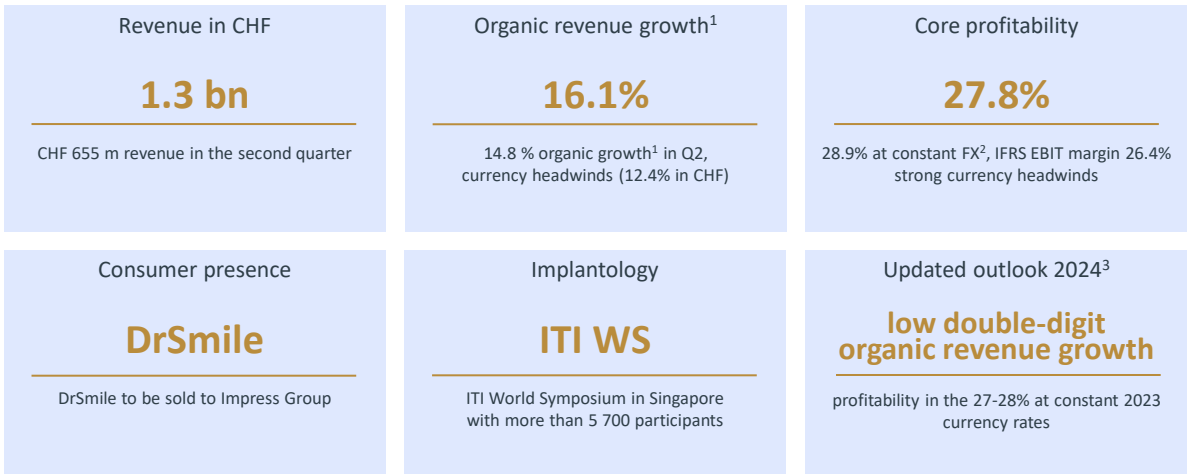 Revenue in CHF
1.3 bn
CHF 655 m revenue in the second quarter
Organic revenue growth¹
16.1%
14.8 % organic growth¹ in Q2,
currency headwinds (12.4% in CHF)
Core profitability
27.8%
28.9% at constant FX², IFRS EBIT margin 26.4%
strong currency headwinds
Consumer presence
DrSmile
DrSmile to be sold to Impress Group
Implantology
ITI WS
ITI World Symposium in Singapore
with more than 5 700 participants
Updated outlook 2024³
low double-digit
organic revenue growth
profitability in the 27-28% at constant 2023
currency rates